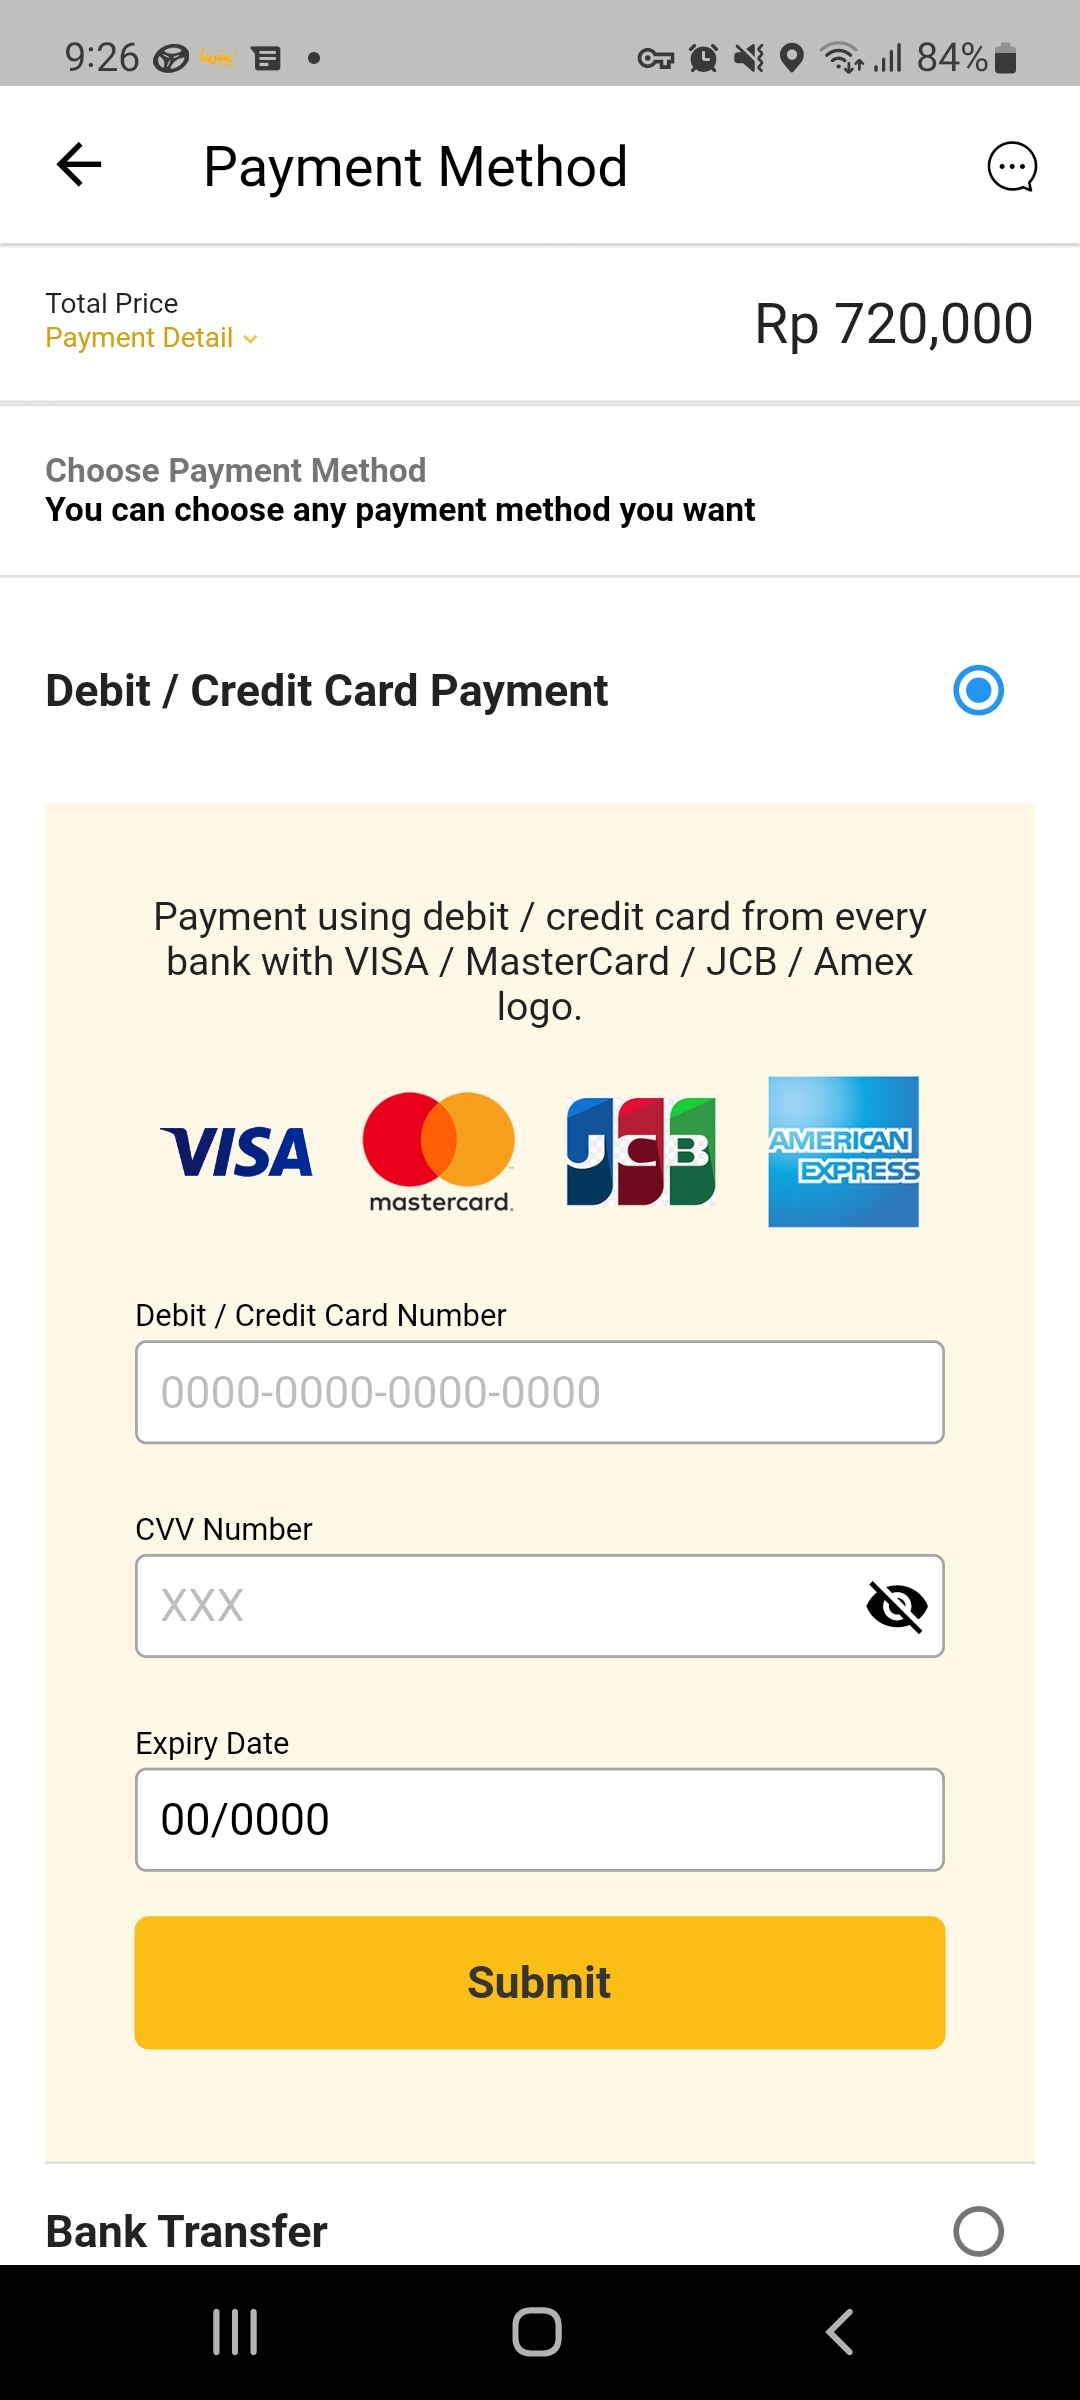 9:26 livin' 84%
Payment Method
Total Price
Payment Detail
Rp 720,000
Choose Payment Method
You can choose any payment method you want
Debit / Credit Card Payment
Payment using debit / credit card from every
bank with VISA / MasterCard / JCB / Amex
logo.
VISA mastercard. JCB AMERICAN
EXPRESS
Debit / Credit Card Number
0000-0000-0000-0000
CVV Number
XXX
Expiry Date
00/0000
Submit
Bank Transfer